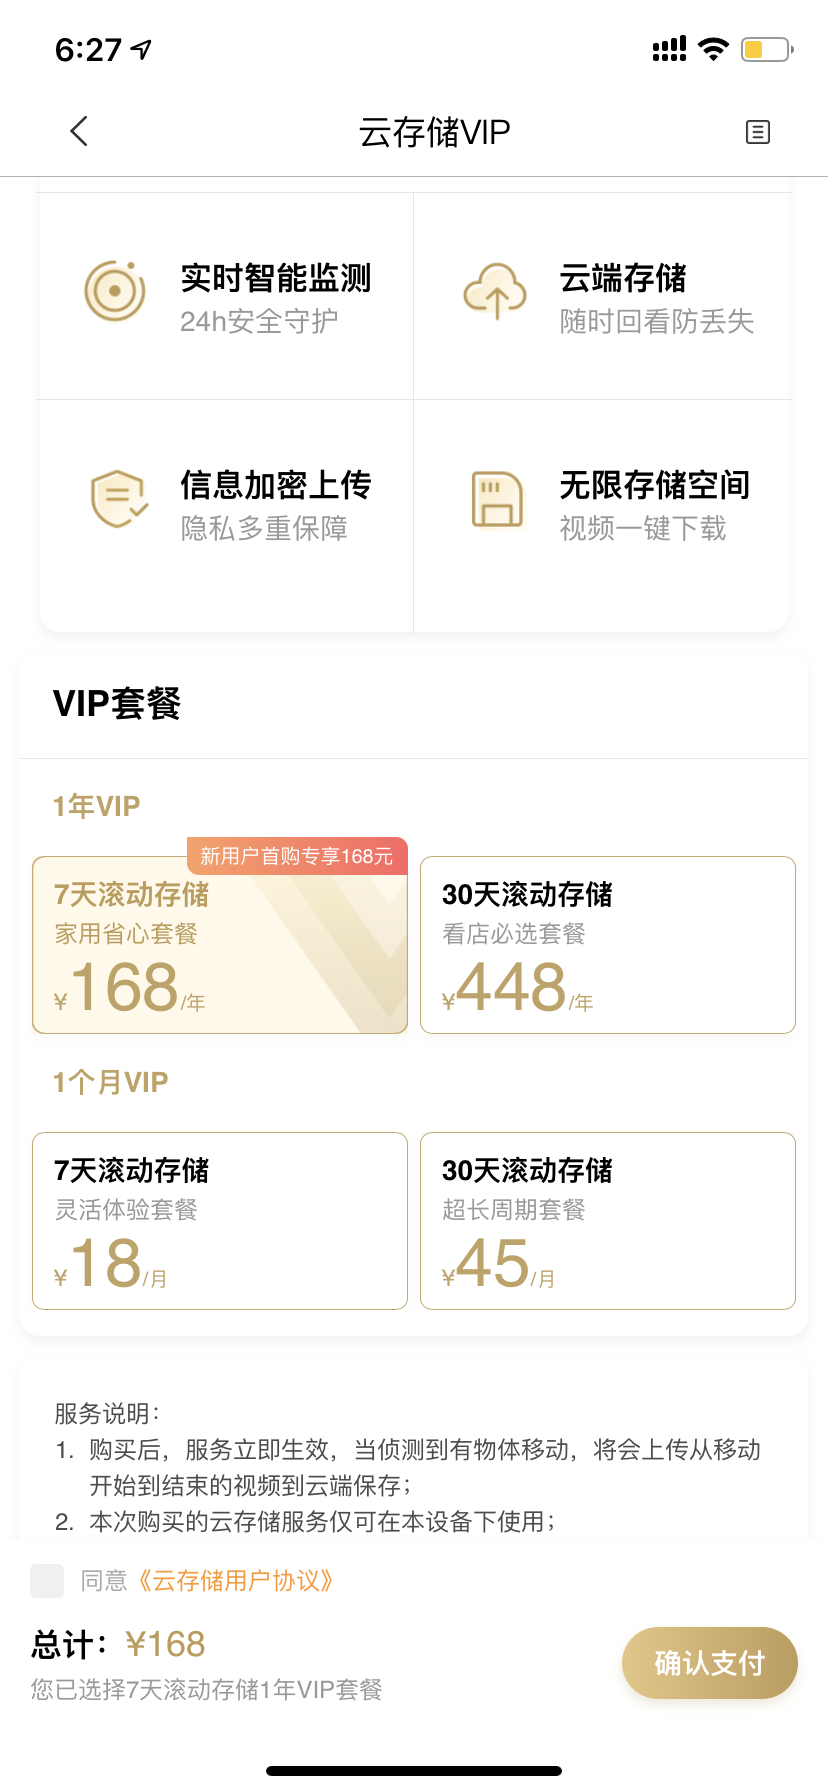 6:27
云存储VIP
实时智能监测
24h安全守护
云端存储
随时回看防丢失
信息加密上传
隐私多重保障
无限存储空间
视频一键下载
VIP套餐
1年VIP
新用户首购专享168元
7天滚动存储
家用省心套餐
¥168/年
30天滚动存储
看店必选套餐
¥448/年
1个月VIP
7天滚动存储
灵活体验套餐
¥18/月
30天滚动存储
超长周期套餐
¥45/月
服务说明：
1. 购买后，服务立即生效，当侦测到有物体移动，将会上传从移动
开始到结束的视频到云端保存；
2. 本次购买的云存储服务仅可在本设备下使用；
同意《云存储用户协议》
总计：¥168
您已选择7天滚动存储1年VIP套餐
确认支付